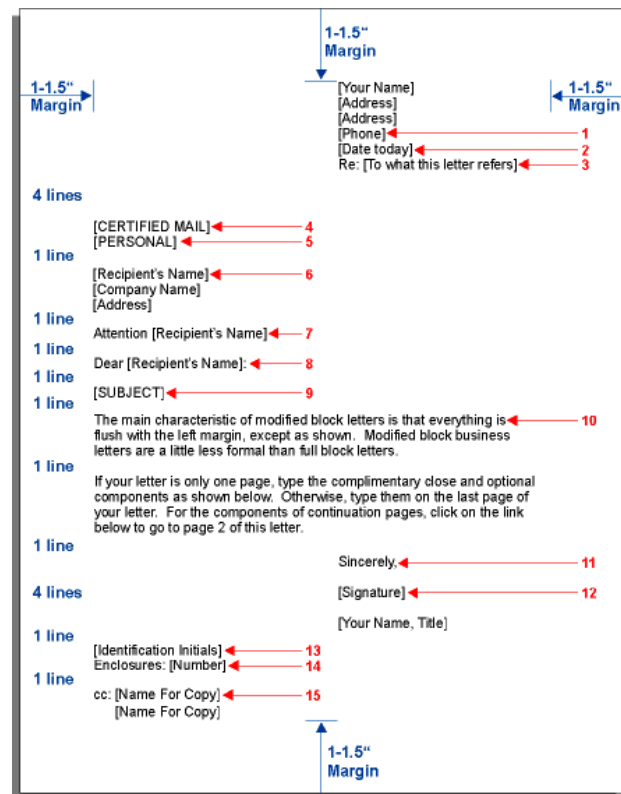 1-1.5"
Margin
1-1.5"
Margin
[Your Name]
1-1.5"
Margin
[Address]
[Address]
[Phone] 1
[Date today] 2
Re: [To what this letter refers] 3
4 lines
[CERTIFIED MAIL] 4
[PERSONAL] 5
1 line
[Recipient's Name] 6
[Company Name]
[Address]
1 line
Attention [Recipient's Name] 7
1 line
Dear [Recipient's Name]: 8
1 line
[SUBJECT] 9
1 line
The main characteristic of modified block letters is that everything is 10
flush with the left margin, except as shown. Modified block business
letters are a little less formal than full block letters.
1 line
If your letter is only one page, type the complimentary close and optional
components as shown below. Otherwise, type them on the last page of
your letter. For the components of continuation pages, click on the link
below to go to page 2 of this letter.
1 line
Sincerely, 11
4 lines
[Signature] 12
[Your Name, Title]
1 line
[Identification Initials] 13
Enclosures: [Number] 14
1 line
cc: [Name For Copy] 15
[Name For Copy]
1-1.5"
Margin